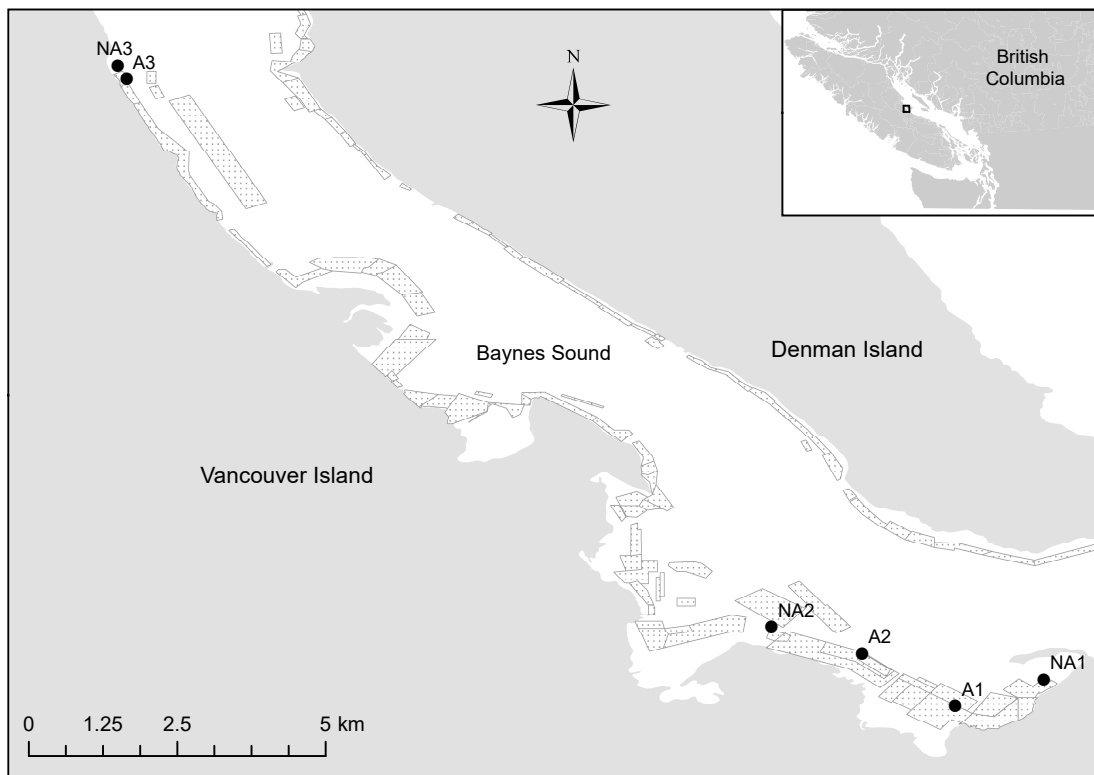 NA3
A3
N
British
Columbia
Baynes Sound
Denman Island
Vancouver Island
NA2
A2
NA1
A1
0 1.25 2.5 5 km